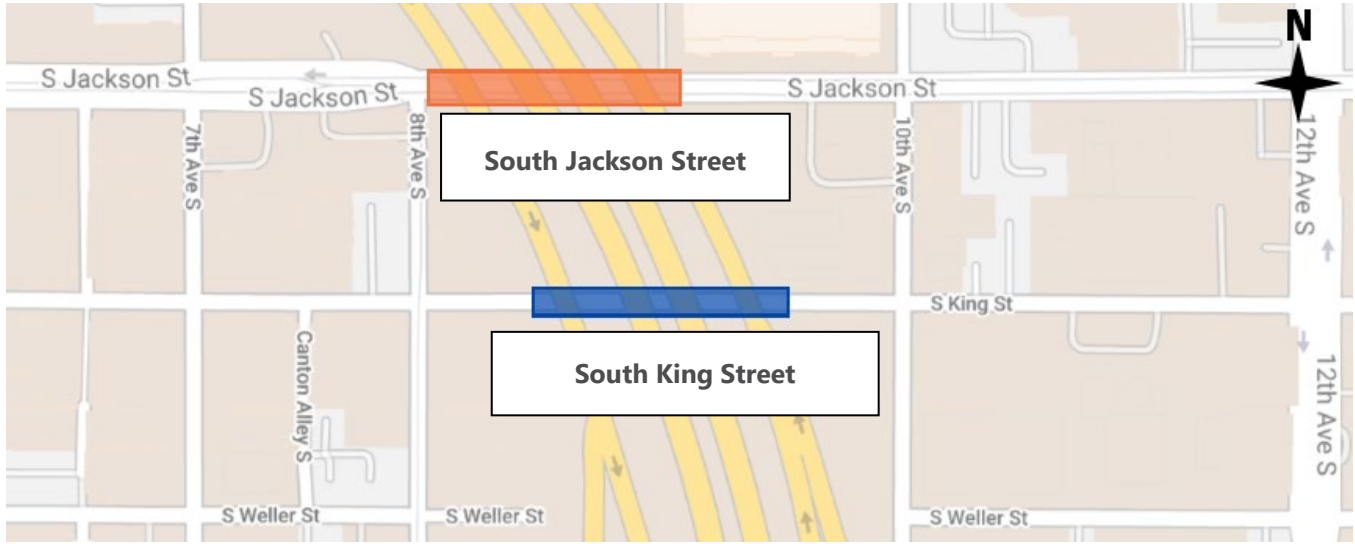 N
S Jackson St
S Jackson St
S Jackson St
South Jackson Street
7th Ave S
8th Ave S
10th Ave S
12th Ave S
S King St
South King Street
Canton Alley S
12th Ave S
S Weller St
S Weller St
S Weller St